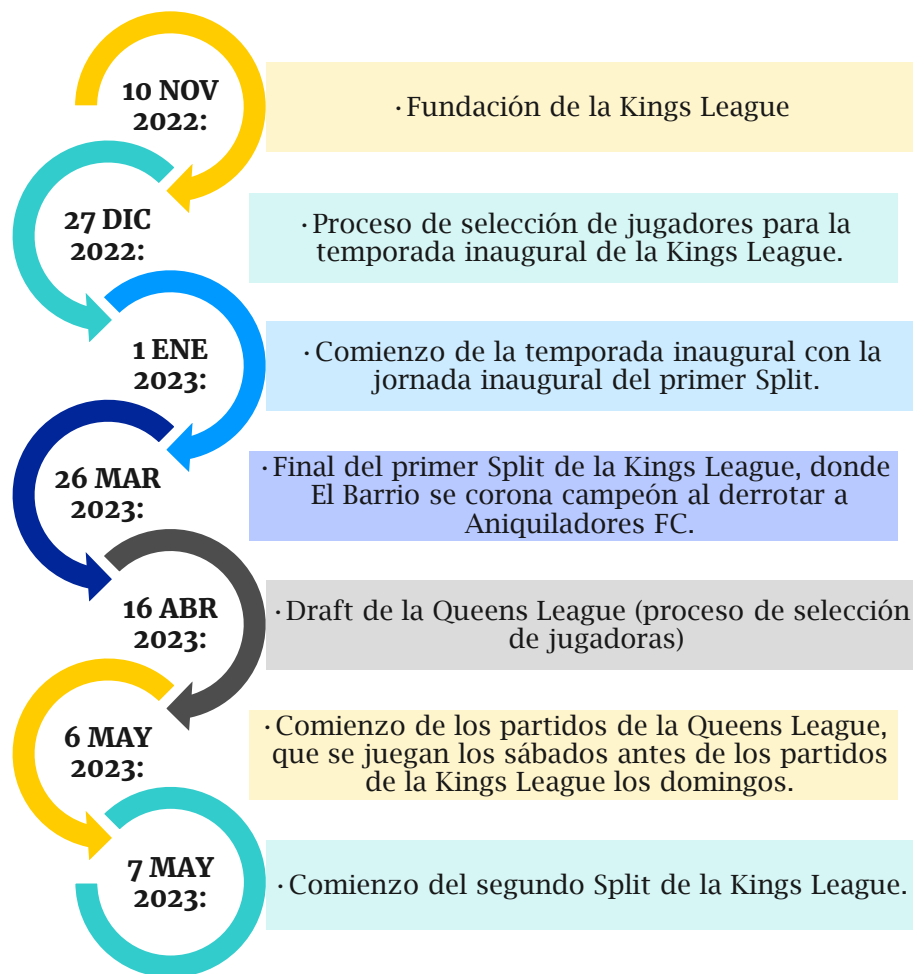 10 NOV
2022:
· Fundación de la Kings League
27 DIC
2022:
· Proceso de selección de jugadores para la
temporada inaugural de la Kings League.
1 ENE
2023:
· Comienzo de la temporada inaugural con la
jornada inaugural del primer Split.
26 MAR
2023:
· Final del primer Split de la Kings League, donde
El Barrio se corona campeón al derrotar a
Aniquiladores FC.
16 ABR
2023:
· Draft de la Queens League (proceso de selección
de jugadoras)
6 MAY
2023:
· Comienzo de los partidos de la Queens League,
que se juegan los sábados antes de los partidos
de la Kings League los domingos.
7 MAY
2023:
· Comienzo del segundo Split de la Kings League.